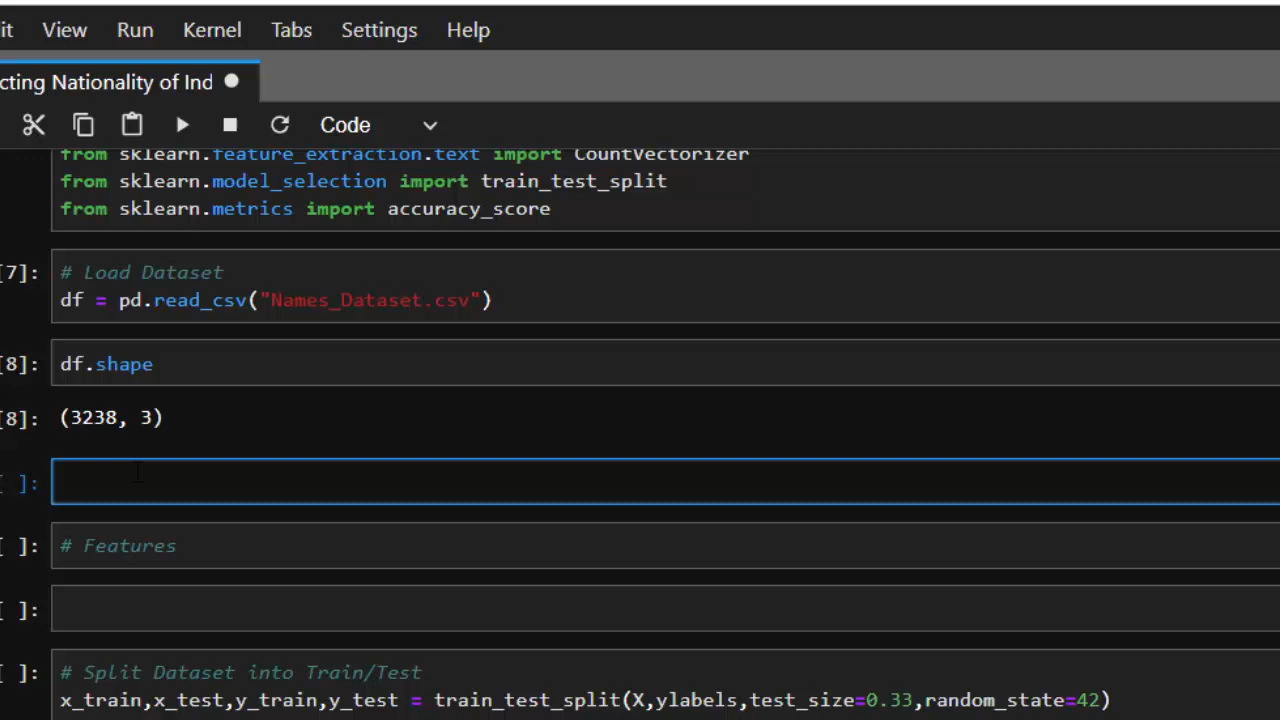 it View Run Kernel Tabs Settings Help
cting Nationality of Ind
Code
from sklearn.feature_extraction.text import CountVectorizer
from sklearn.model_selection import train_test_split
from sklearn.metrics import accuracy_score
[7]: # Load Dataset
df = pd.read_csv("Names_Dataset.csv")
[8]: df.shape
[8]: (3238, 3)
[ ]:
[ ]: # Features
[ ]:
[ ]: # Split Dataset into Train/Test
x_train,x_test,y_train,y_test = train_test_split(X,ylabels,test_size=0.33,random_state=42)